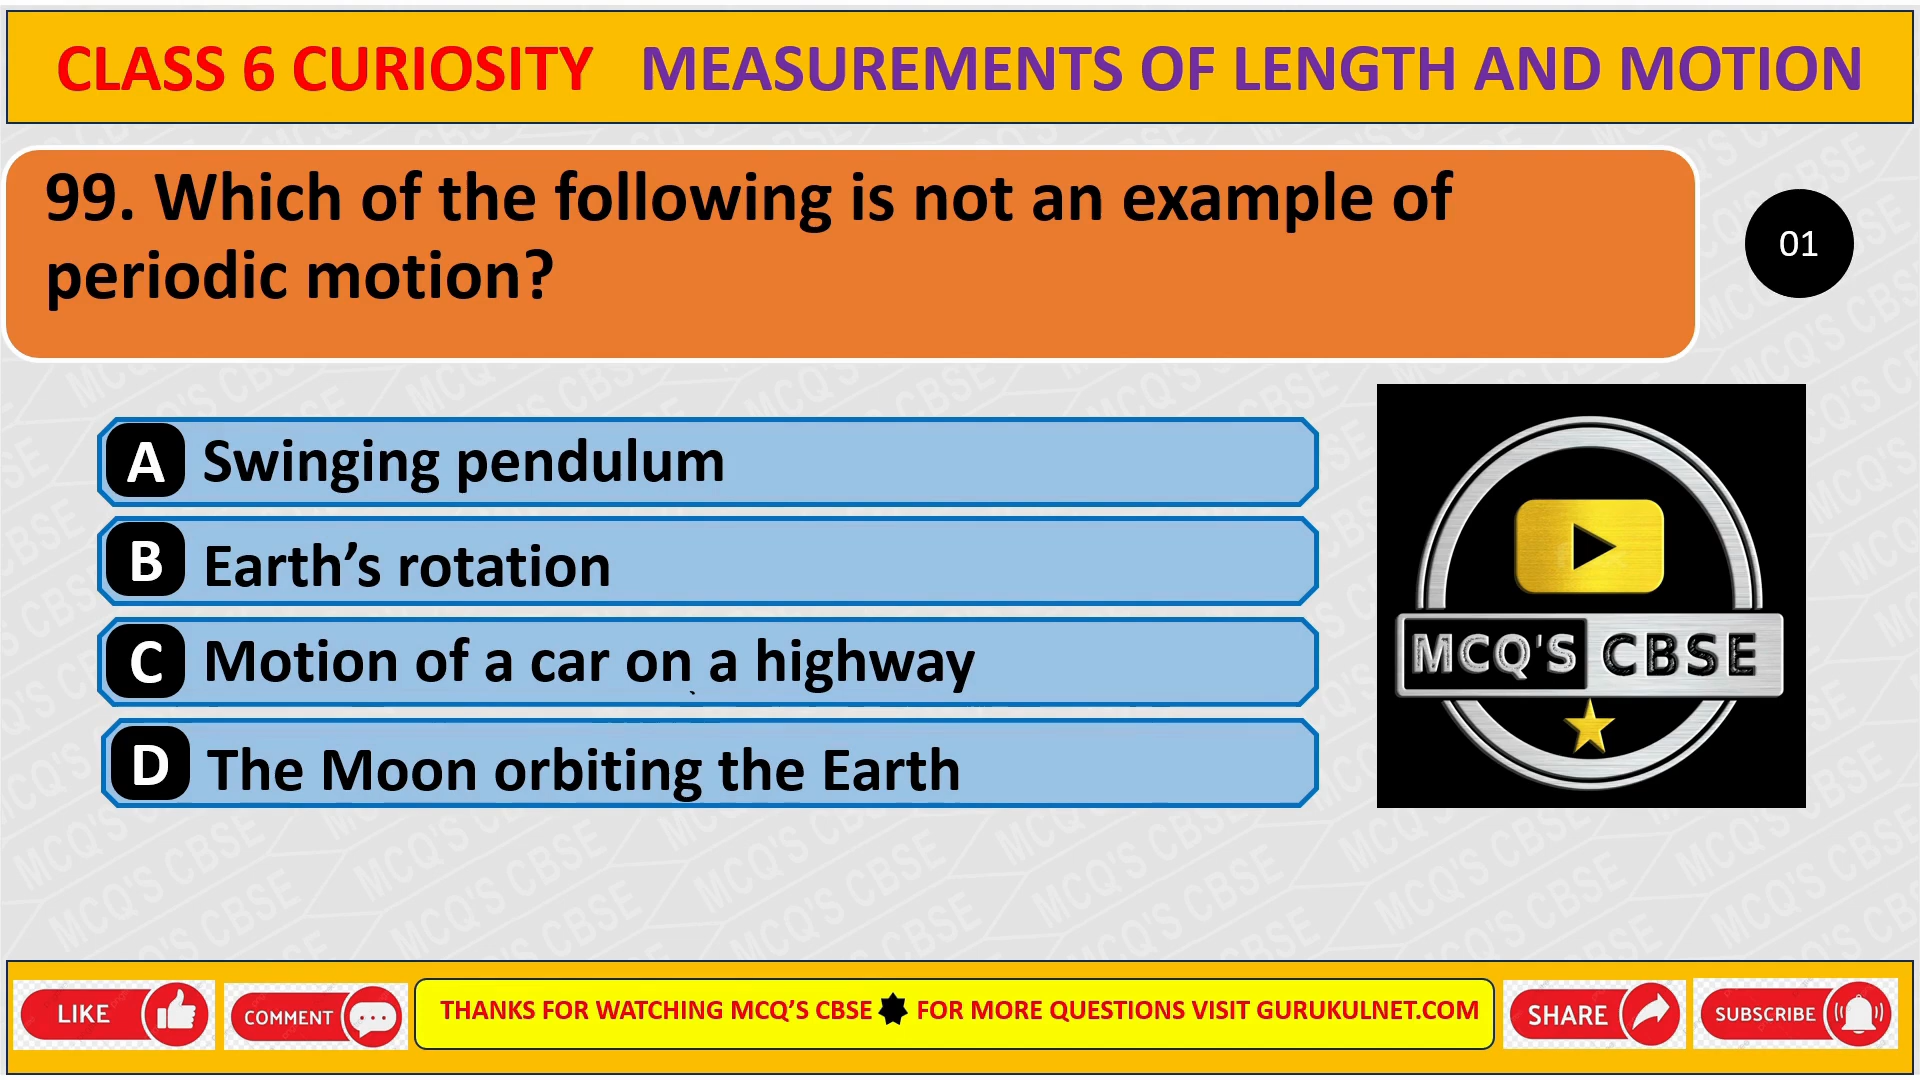 CLASS 6 CURIOSITY MEASUREMENTS OF LENGTH AND MOTION
99. Which of the following is not an example of
periodic motion?
01
A Swinging pendulum
B Earth’s rotation
C Motion of a car on a highway
D The Moon orbiting the Earth
MCQ'S CBSE
LIKE
COMMENT
THANKS FOR WATCHING MCQ’S CBSE FOR MORE QUESTIONS VISIT GURUKULNET.COM
SHARE
SUBSCRIBE